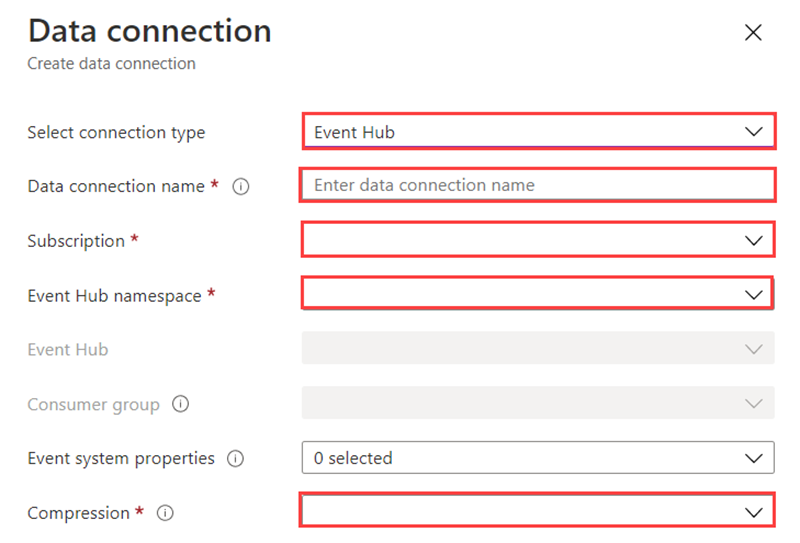 Data connection
Create data connection
Select connection type Event Hub
Data connection name * Enter data connection name
Subscription *
Event Hub namespace *
Event Hub
Consumer group
Event system properties 0 selected
Compression *